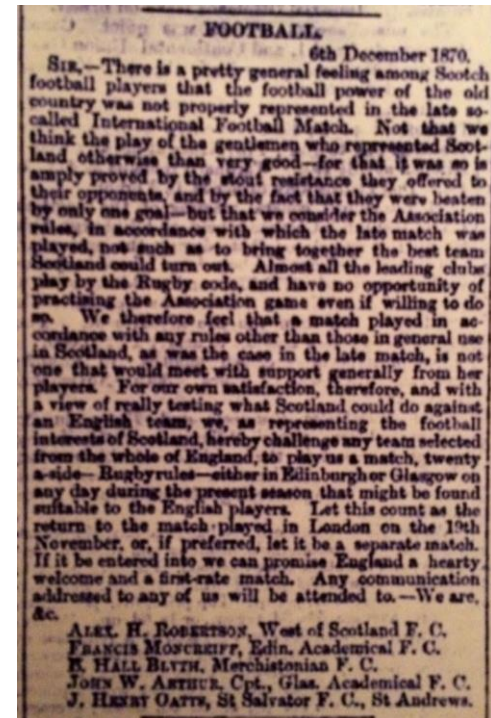 FOOTBALL.
6th December 1870.
SIR,—There is a pretty general feeling among Scotch
football players that the football power of the old
country was not properly represented in the late so-
called International Football Match. Not that we
think the play of the gentlemen who represented Scot-
land otherwise than very good—for that it was so is
amply proved by the stout resistance they offered to
their opponents, and by the fact that they were beaten
by only one goal—but that we consider the Association
rules, in accordance with which the late match was
played, not such as to bring together the best team
Scotland could turn out. Almost all the leading clubs
play by the Rugby code, and have no opportunity of
practising the Association game even if willing to do
so. We therefore feel that a match played in ac-
cordance with any rules other than those in general use
in Scotland, as was the case in the late match, is not
one that would meet with support generally from her
players. For our own satisfaction, therefore, and with
a view of really testing what Scotland could do against
an English team, we, as representing the football
interests of Scotland, hereby challenge any team selected
from the whole of England, to play us a match, twenty
a-side—Rugby rules—either in Edinburgh or Glasgow on
any day during the present season that might be found
suitable to the English players. Let this count as the
return to the match played in London on the 19th
November, or, if preferred, let it be a separate match.
If it be entered into we can promise England a hearty
welcome and a first-rate match. Any communication
addressed to any of us will be attended to.—We are,
&c.
ALEX. H. ROBERTSON, West of Scotland F. C.
FRANCIS MONCREIFF, Edin. Academical F. C.
B. HALL BLYTH, Merchistonian F. C.
JOHN W. ARTHUR, Cpt., Glas. Academical F. C.
J. HENRY OATTS, St Salvator F. C., St Andrews.